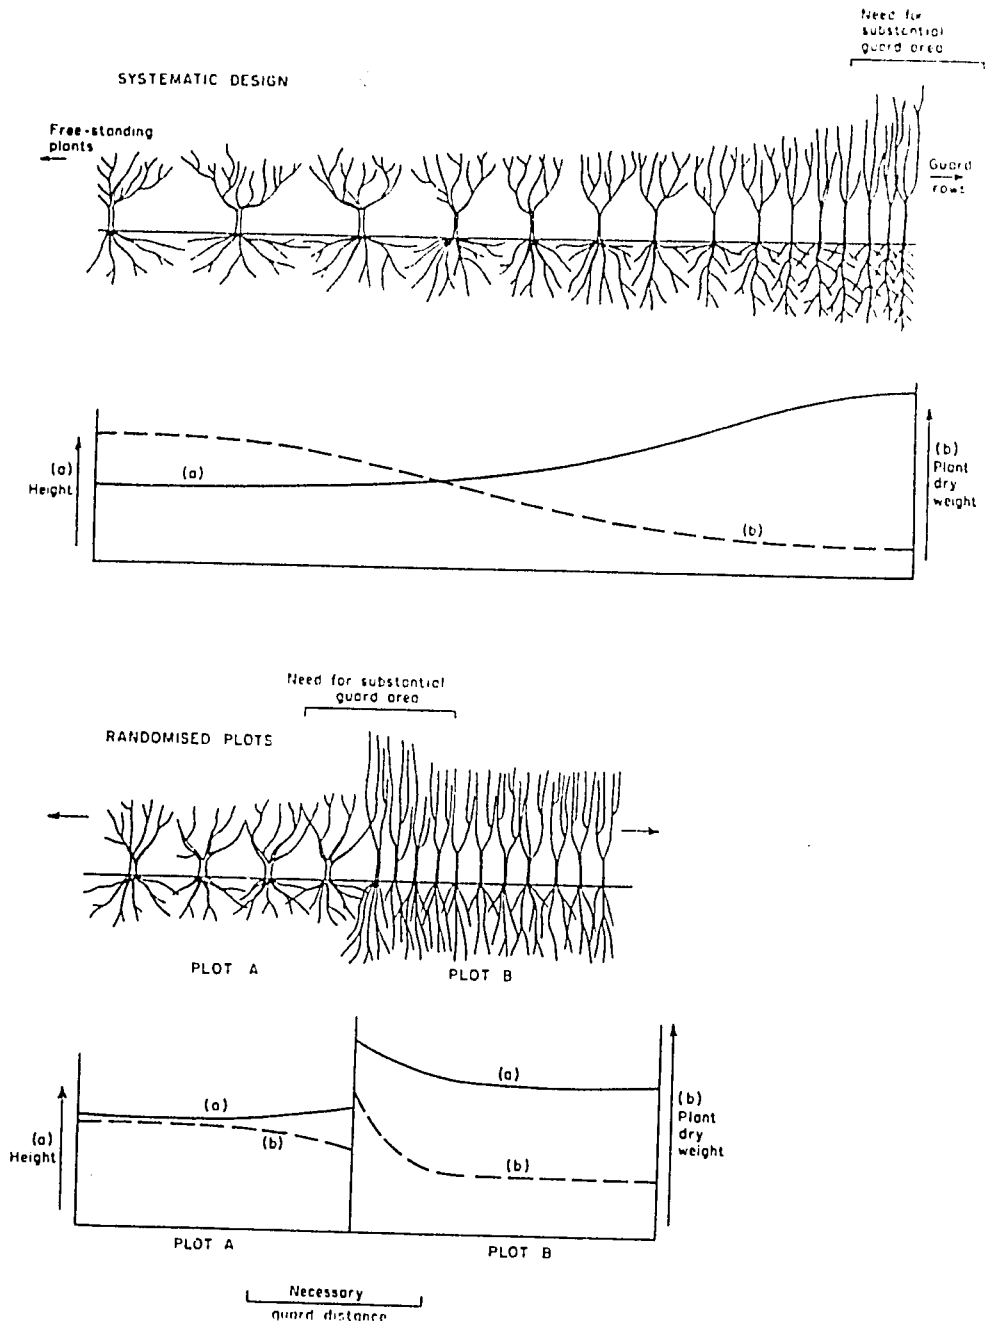 Need for
substantial
guard area
SYSTEMATIC DESIGN
Free-standing
plants
Guard
rows
(a)
Height
(a)
(b)
(b)
Plant
dry
weight
Need for substantial
guard area
RANDOMISED PLOTS
PLOT A
PLOT B
(a)
Height
(a)
(b)
(a)
(b)
(b)
Plant
dry
weight
PLOT A
PLOT B
Necessary
guard distance